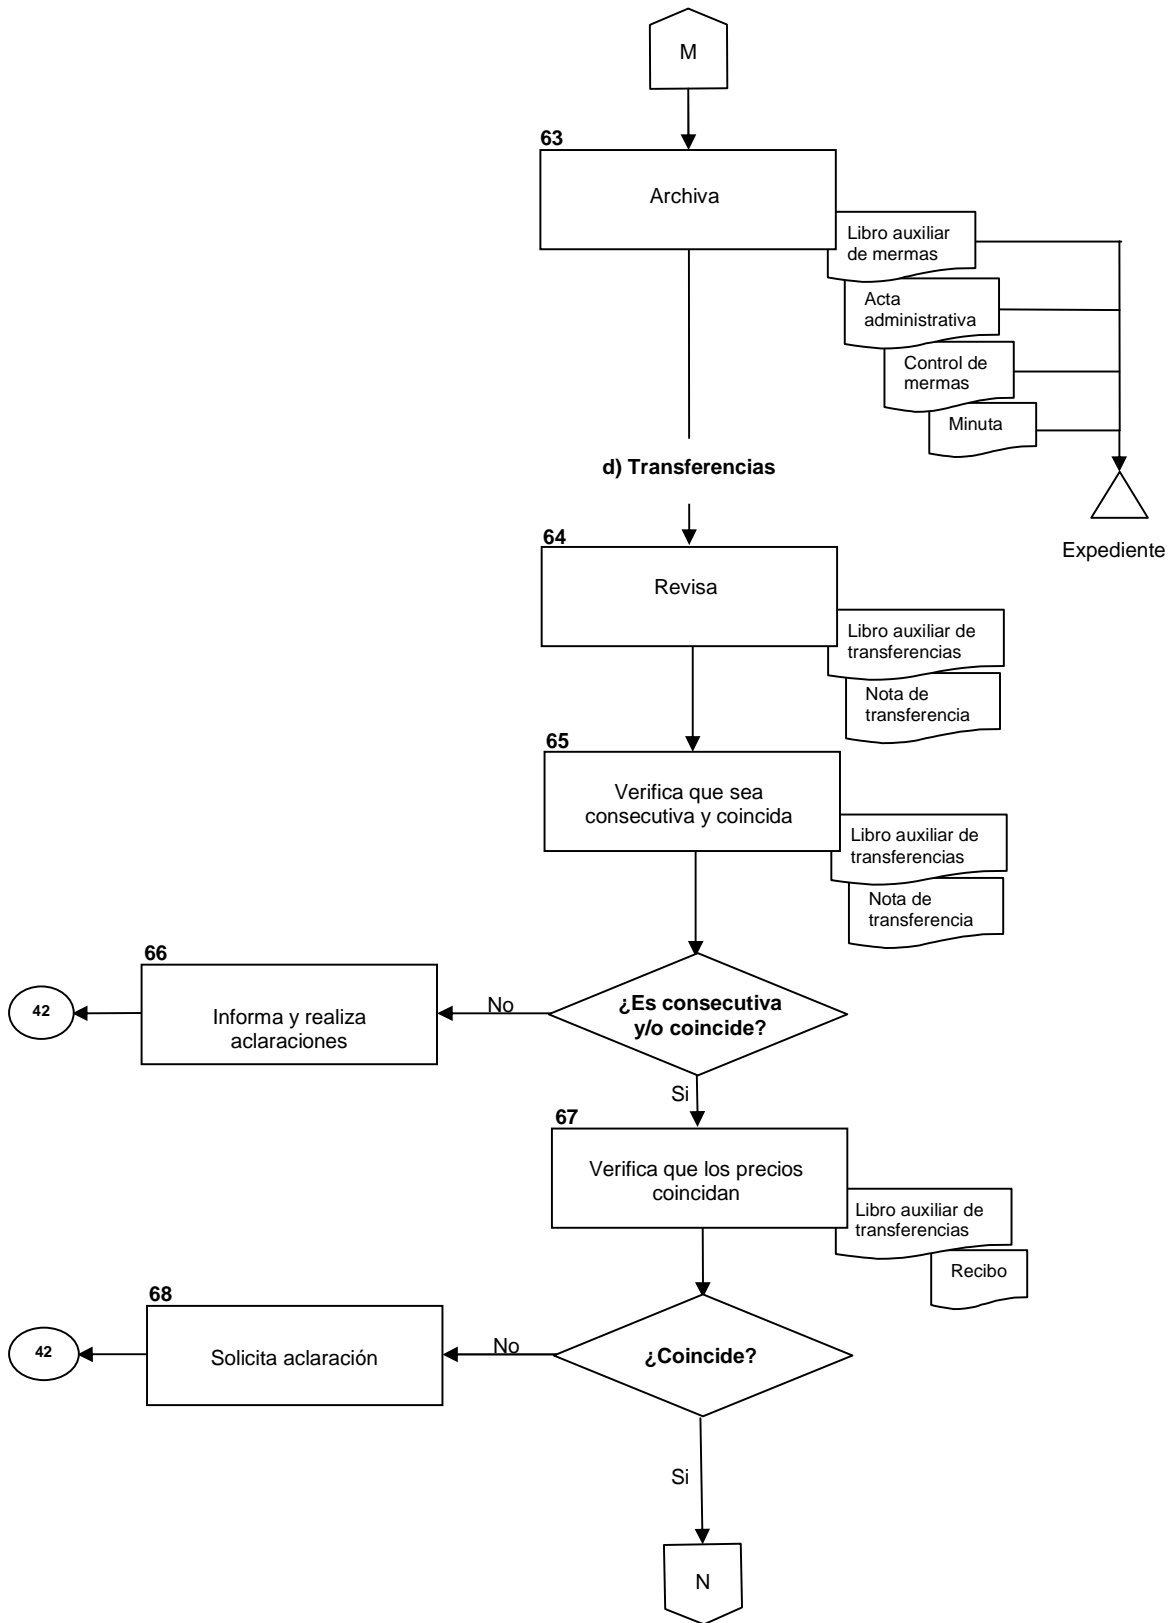 M
63
Archiva
Libro auxiliar
de mermas
Acta
administrativa
Control de
mermas
Minuta
d) Transferencias
Expediente
64
Revisa
Libro auxiliar de
transferencias
Nota de
transferencia
65
Verifica que sea
consecutiva y coincida
Libro auxiliar de
transferencias
Nota de
transferencia
66
Informa y realiza
aclaraciones
42
No
¿Es consecutiva
y/o coincide?
Si
67
Verifica que los precios
coincidan
Libro auxiliar de
transferencias
Recibo
68
Solicita aclaración
42
No
¿Coincide?
Si
N